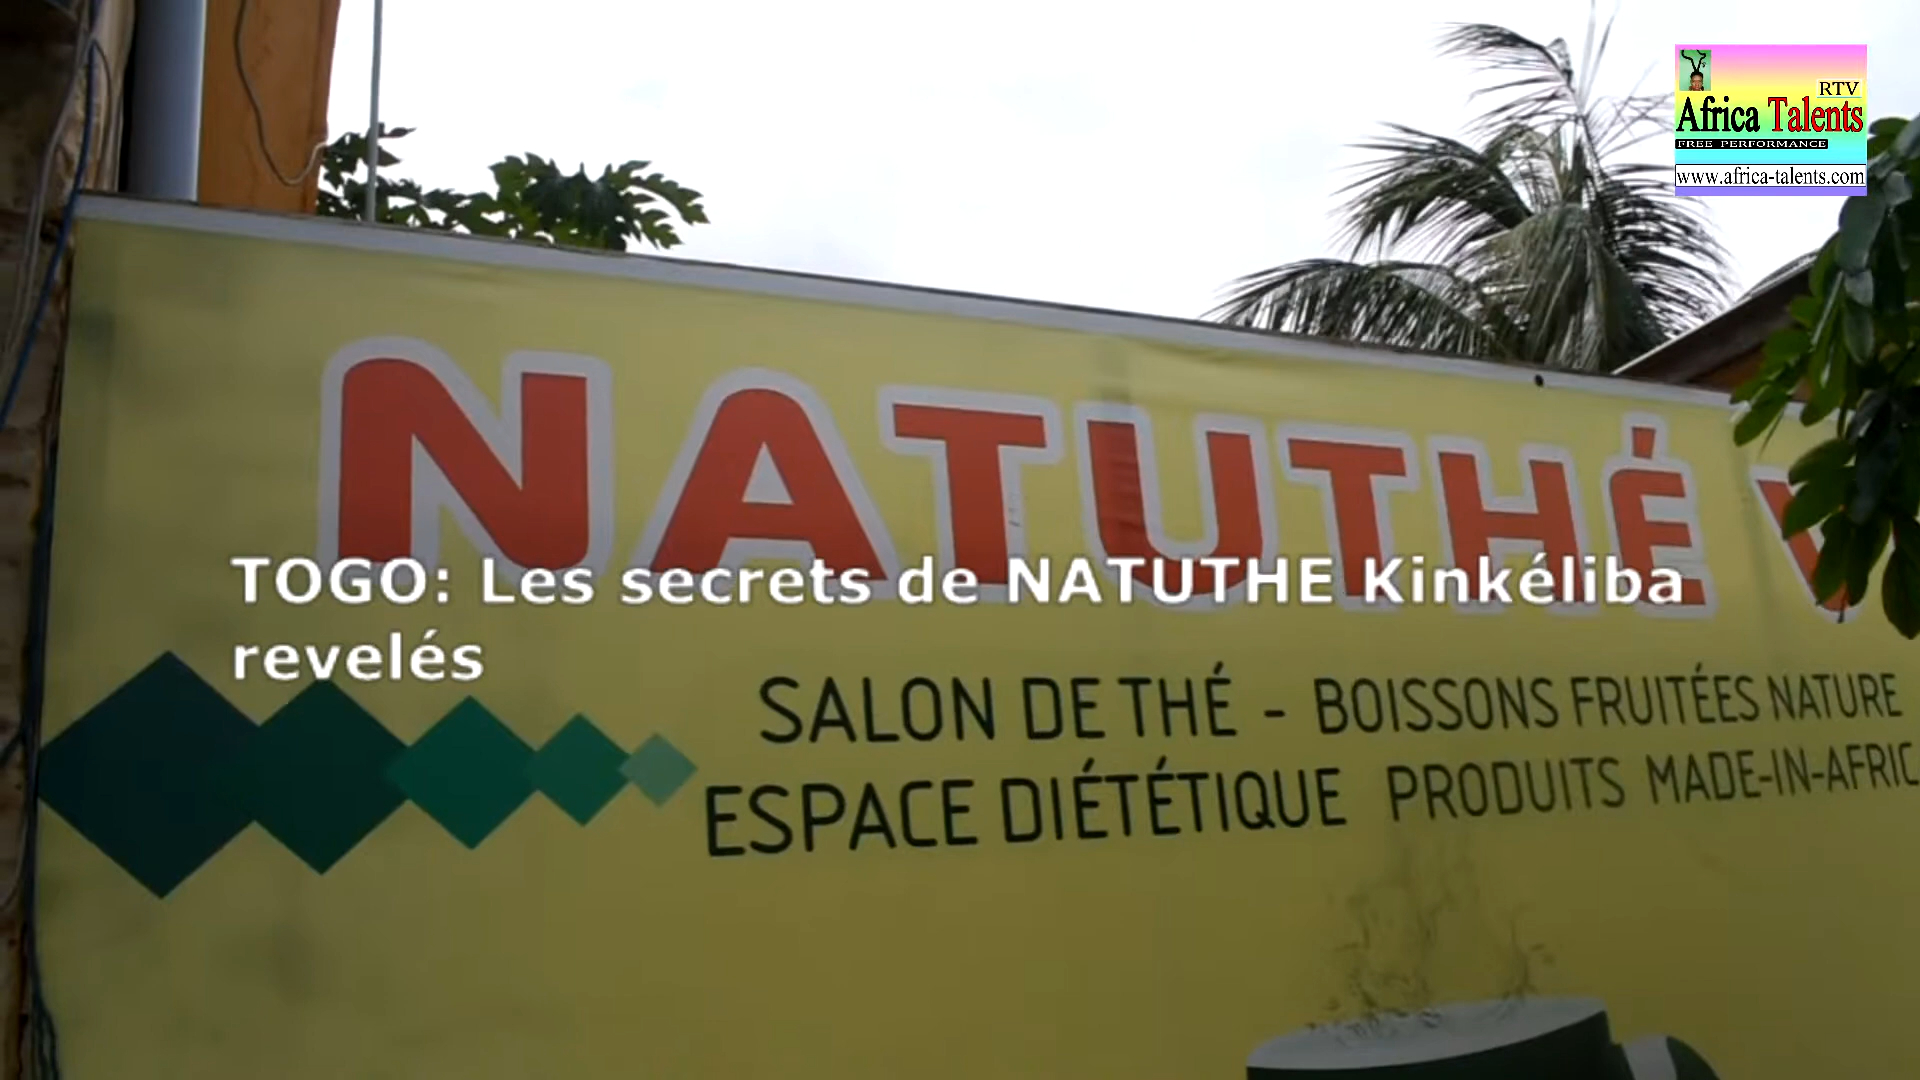 RTV
Africa Talents
FREE PERFORMANCE
www.africa-talents.com
NATUTHÉ
TOGO: Les secrets de NATUTHE Kinkéliba
revelés
SALON DE THÉ - BOISSONS FRUITÉES NATURE
ESPACE DIÉTÉTIQUE PRODUITS MADE-IN-AFRIC